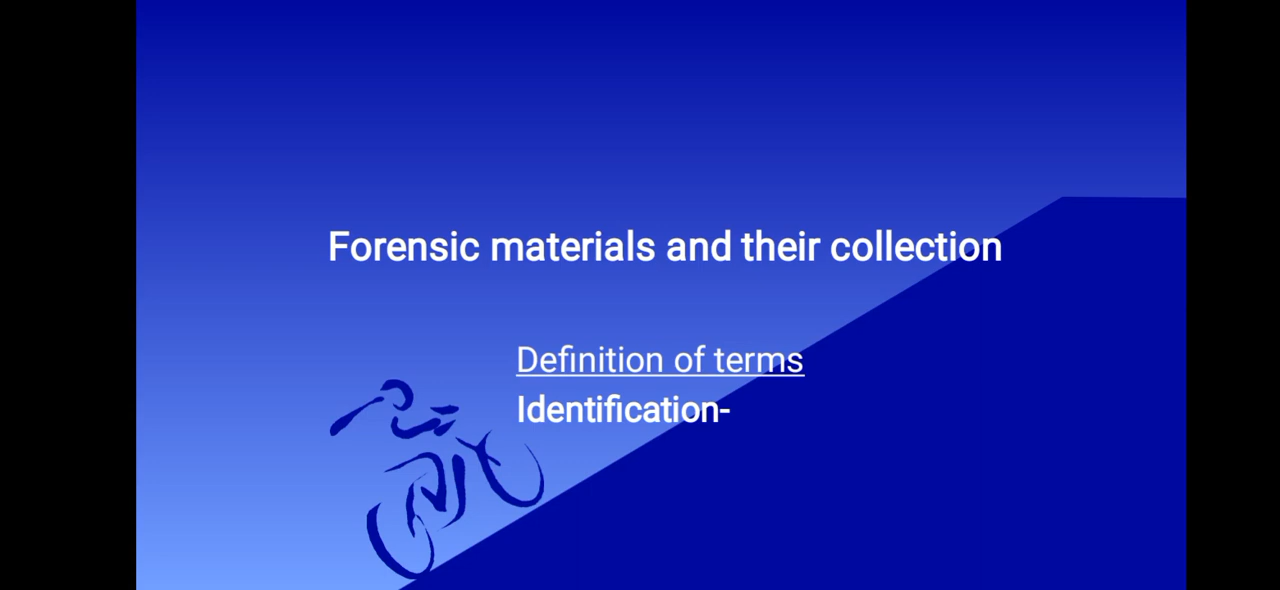 Forensic materials and their collection
Definition of terms
Identification-